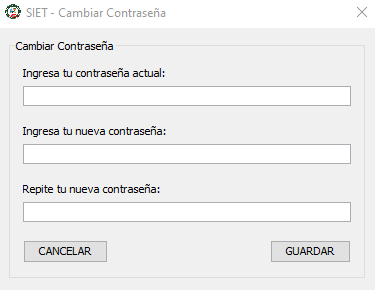 SIET - Cambiar Contraseña
Cambiar Contraseña
Ingresa tu contraseña actual:
Ingresa tu nueva contraseña:
Repite tu nueva contraseña:
CANCELAR GUARDAR